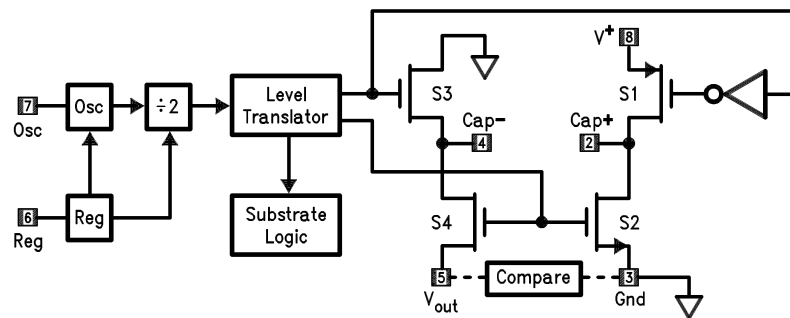 V+
8
S3
S1
7
Osc
÷2
Level
Translator
Osc
Cap-
4
Cap+
2
6
Reg
Reg
Substrate
Logic
S4
S2
5
Compare
3
Vout
Gnd